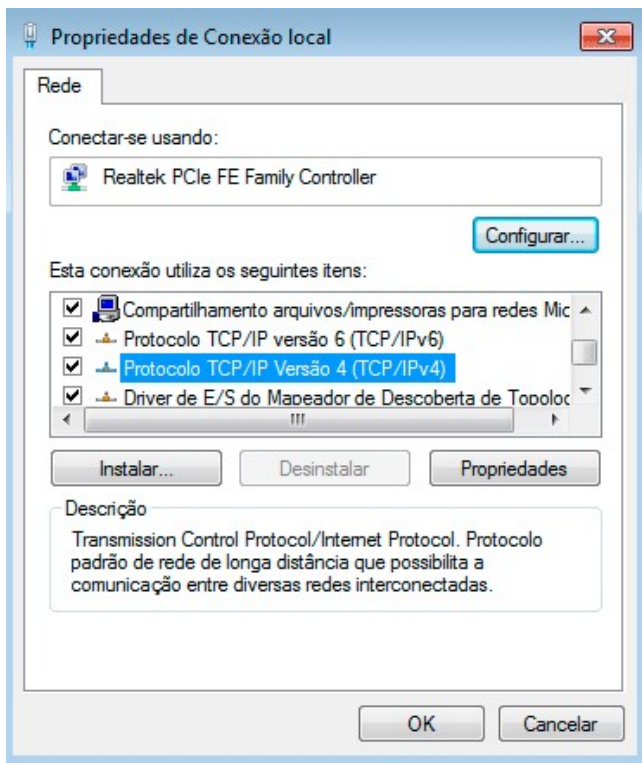 Propriedades de Conexão local
Rede
Conectar-se usando:
Realtek PCIe FE Family Controller
Configurar...
Esta conexão utiliza os seguintes itens:
Compartilhamento arquivos/impressoras para redes Mic
Protocolo TCP/IP versão 6 (TCP/IPv6)
Protocolo TCP/IP Versão 4 (TCP/IPv4)
Driver de E/S do Mapeador de Descoberta de Topoloc
Instalar... Desinstalar Propriedades
Descrição
Transmission Control Protocol/Internet Protocol. Protocolo
padrão de rede de longa distância que possibilita a
comunicação entre diversas redes interconectadas.
OK Cancelar